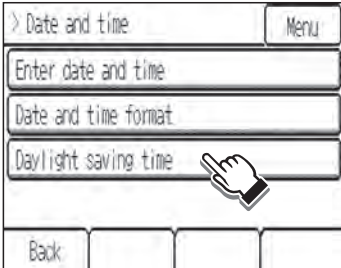 > Date and time
Menu
Enter date and time
Date and time format
Daylight saving time
Back